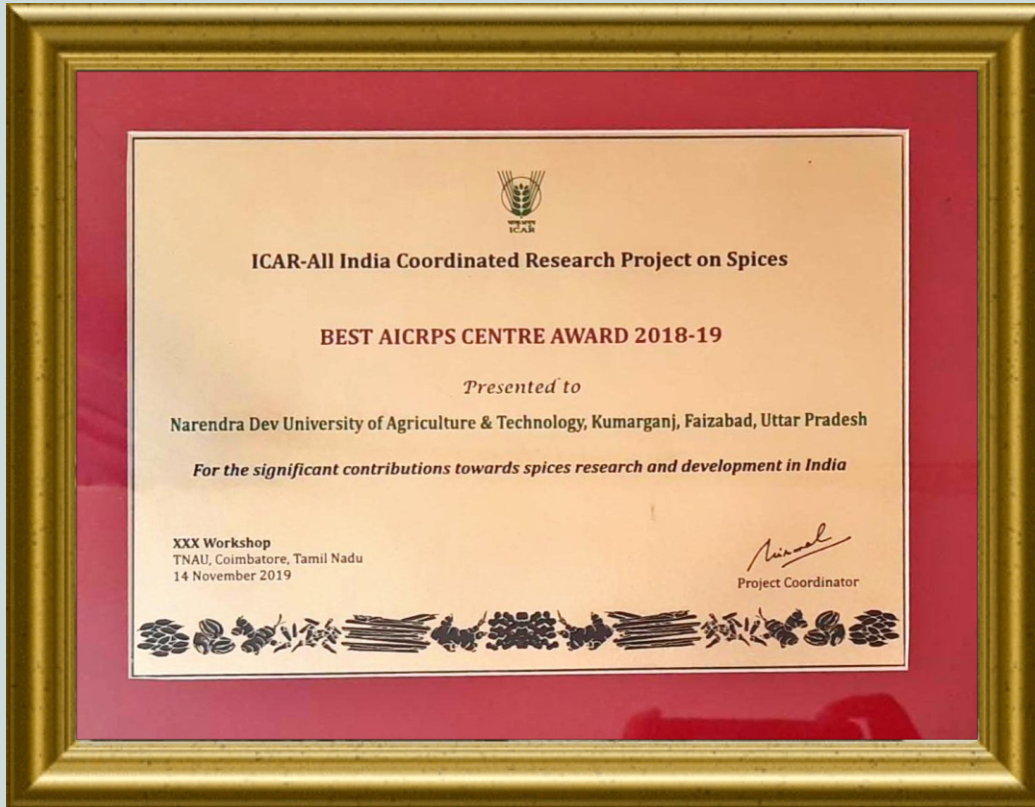 ICAR
ICAR-All India Coordinated Research Project on Spices
BEST AICRPS CENTRE AWARD 2018-19
Presented to
Narendra Dev University of Agriculture & Technology, Kumarganj, Faizabad, Uttar Pradesh
For the significant contributions towards spices research and development in India
XXX Workshop
TNAU, Coimbatore, Tamil Nadu
14 November 2019
Nirmal
Project Coordinator